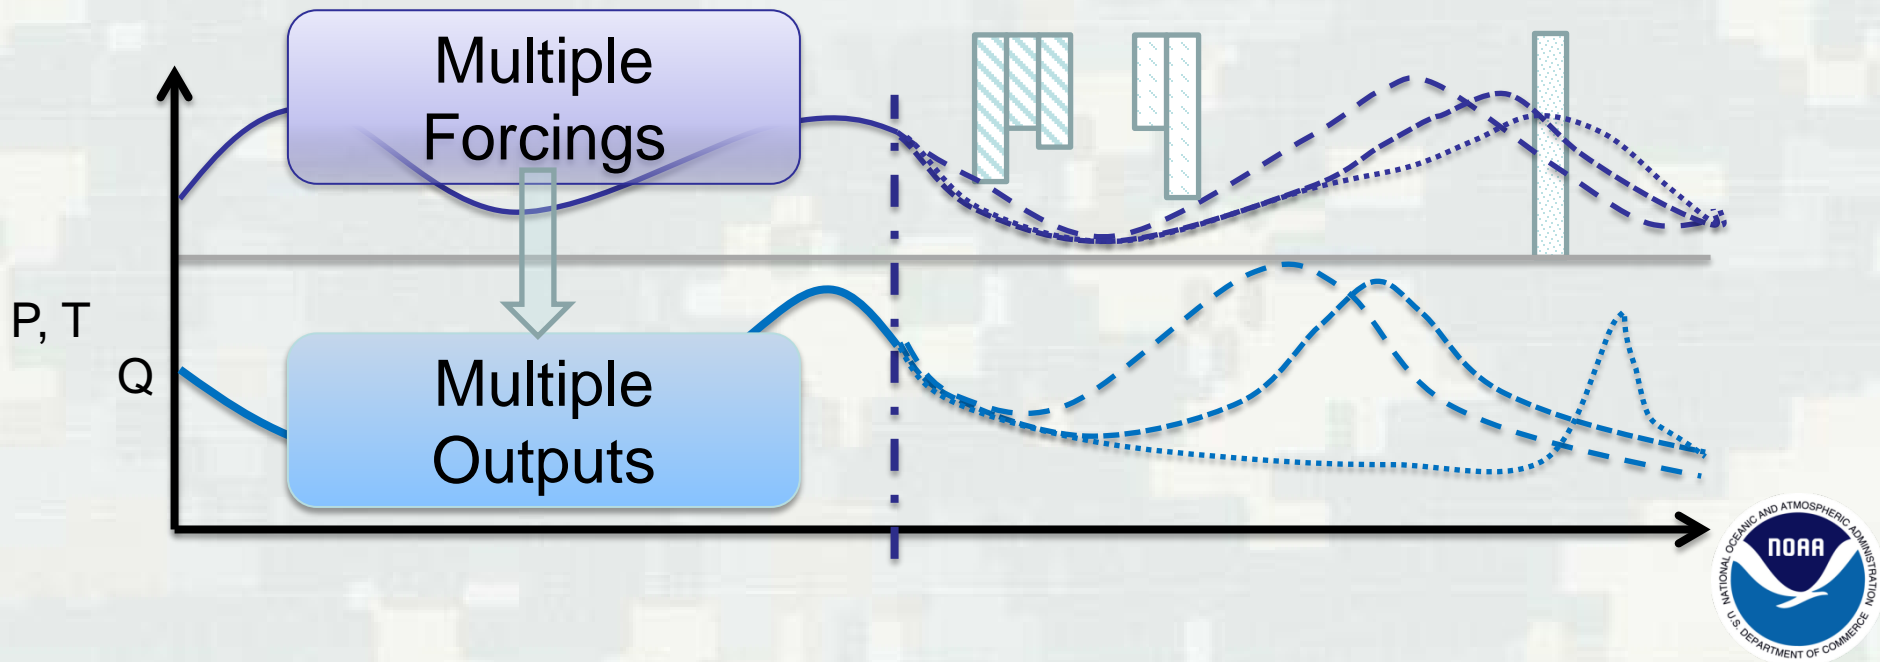 Multiple
Forcings
P, T
Q
Multiple
Outputs
NATIONAL OCEANIC AND ATMOSPHERIC ADMINISTRATION
NOAA
U.S. DEPARTMENT OF COMMERCE